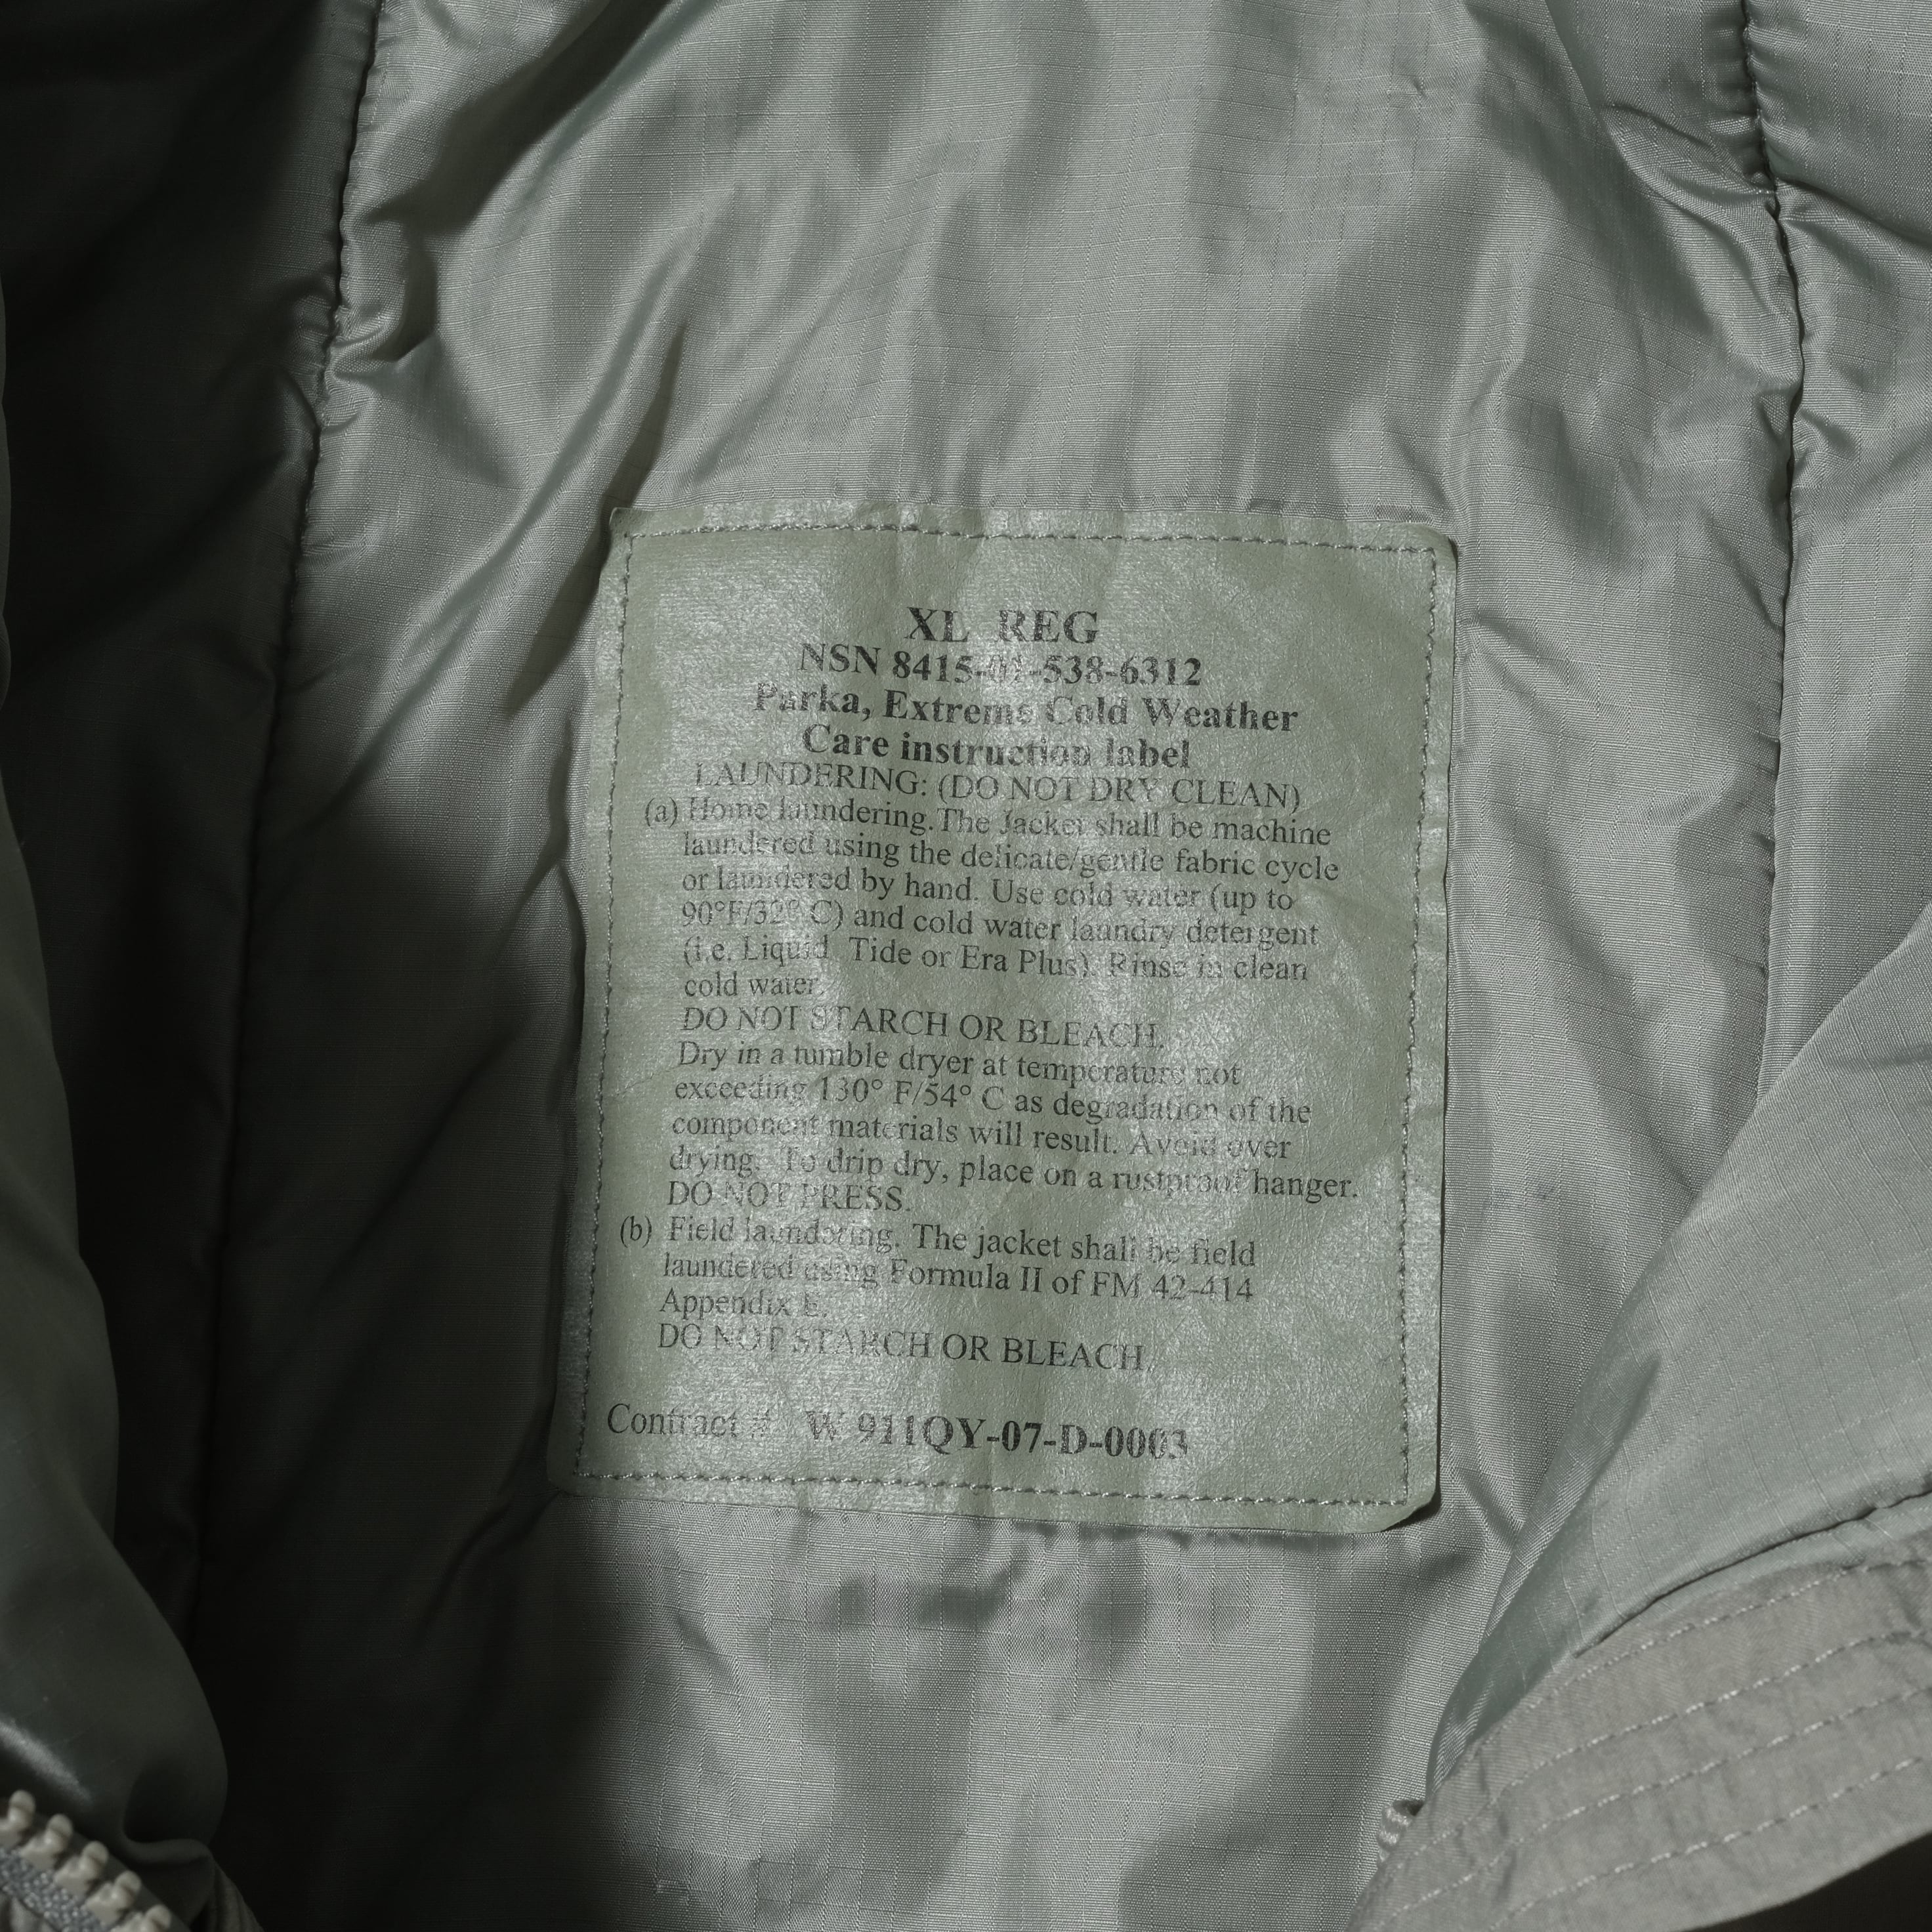 XL REG
NSN 8415-01-538-6312
Parka, Extreme Cold Weather
Care instruction label
LAUNDERING: (DO NOT DRY CLEAN)
(a) Home laundering.The Jacket shall be machine
laundered using the delicate/gentle fabric cycle
or laundered by hand. Use cold water (up to
90°F/32° C) and cold water laundry detergent
(i.e. Liquid Tide or Era Plus). Rinse in clean
cold water.
DO NOT STARCH OR BLEACH.
Dry in a tumble dryer at temperature not
exceeding 130° F/54° C as degradation of the
component materials will result. Avoid over
drying. To drip dry, place on a rustproof hanger.
DO NOT PRESS.
(b) Field laundering. The jacket shall be field
laundered using Formula II of FM 42-414
Appendix E.
DO NOT STARCH OR BLEACH.
Contract # W 911QY-07-D-0003